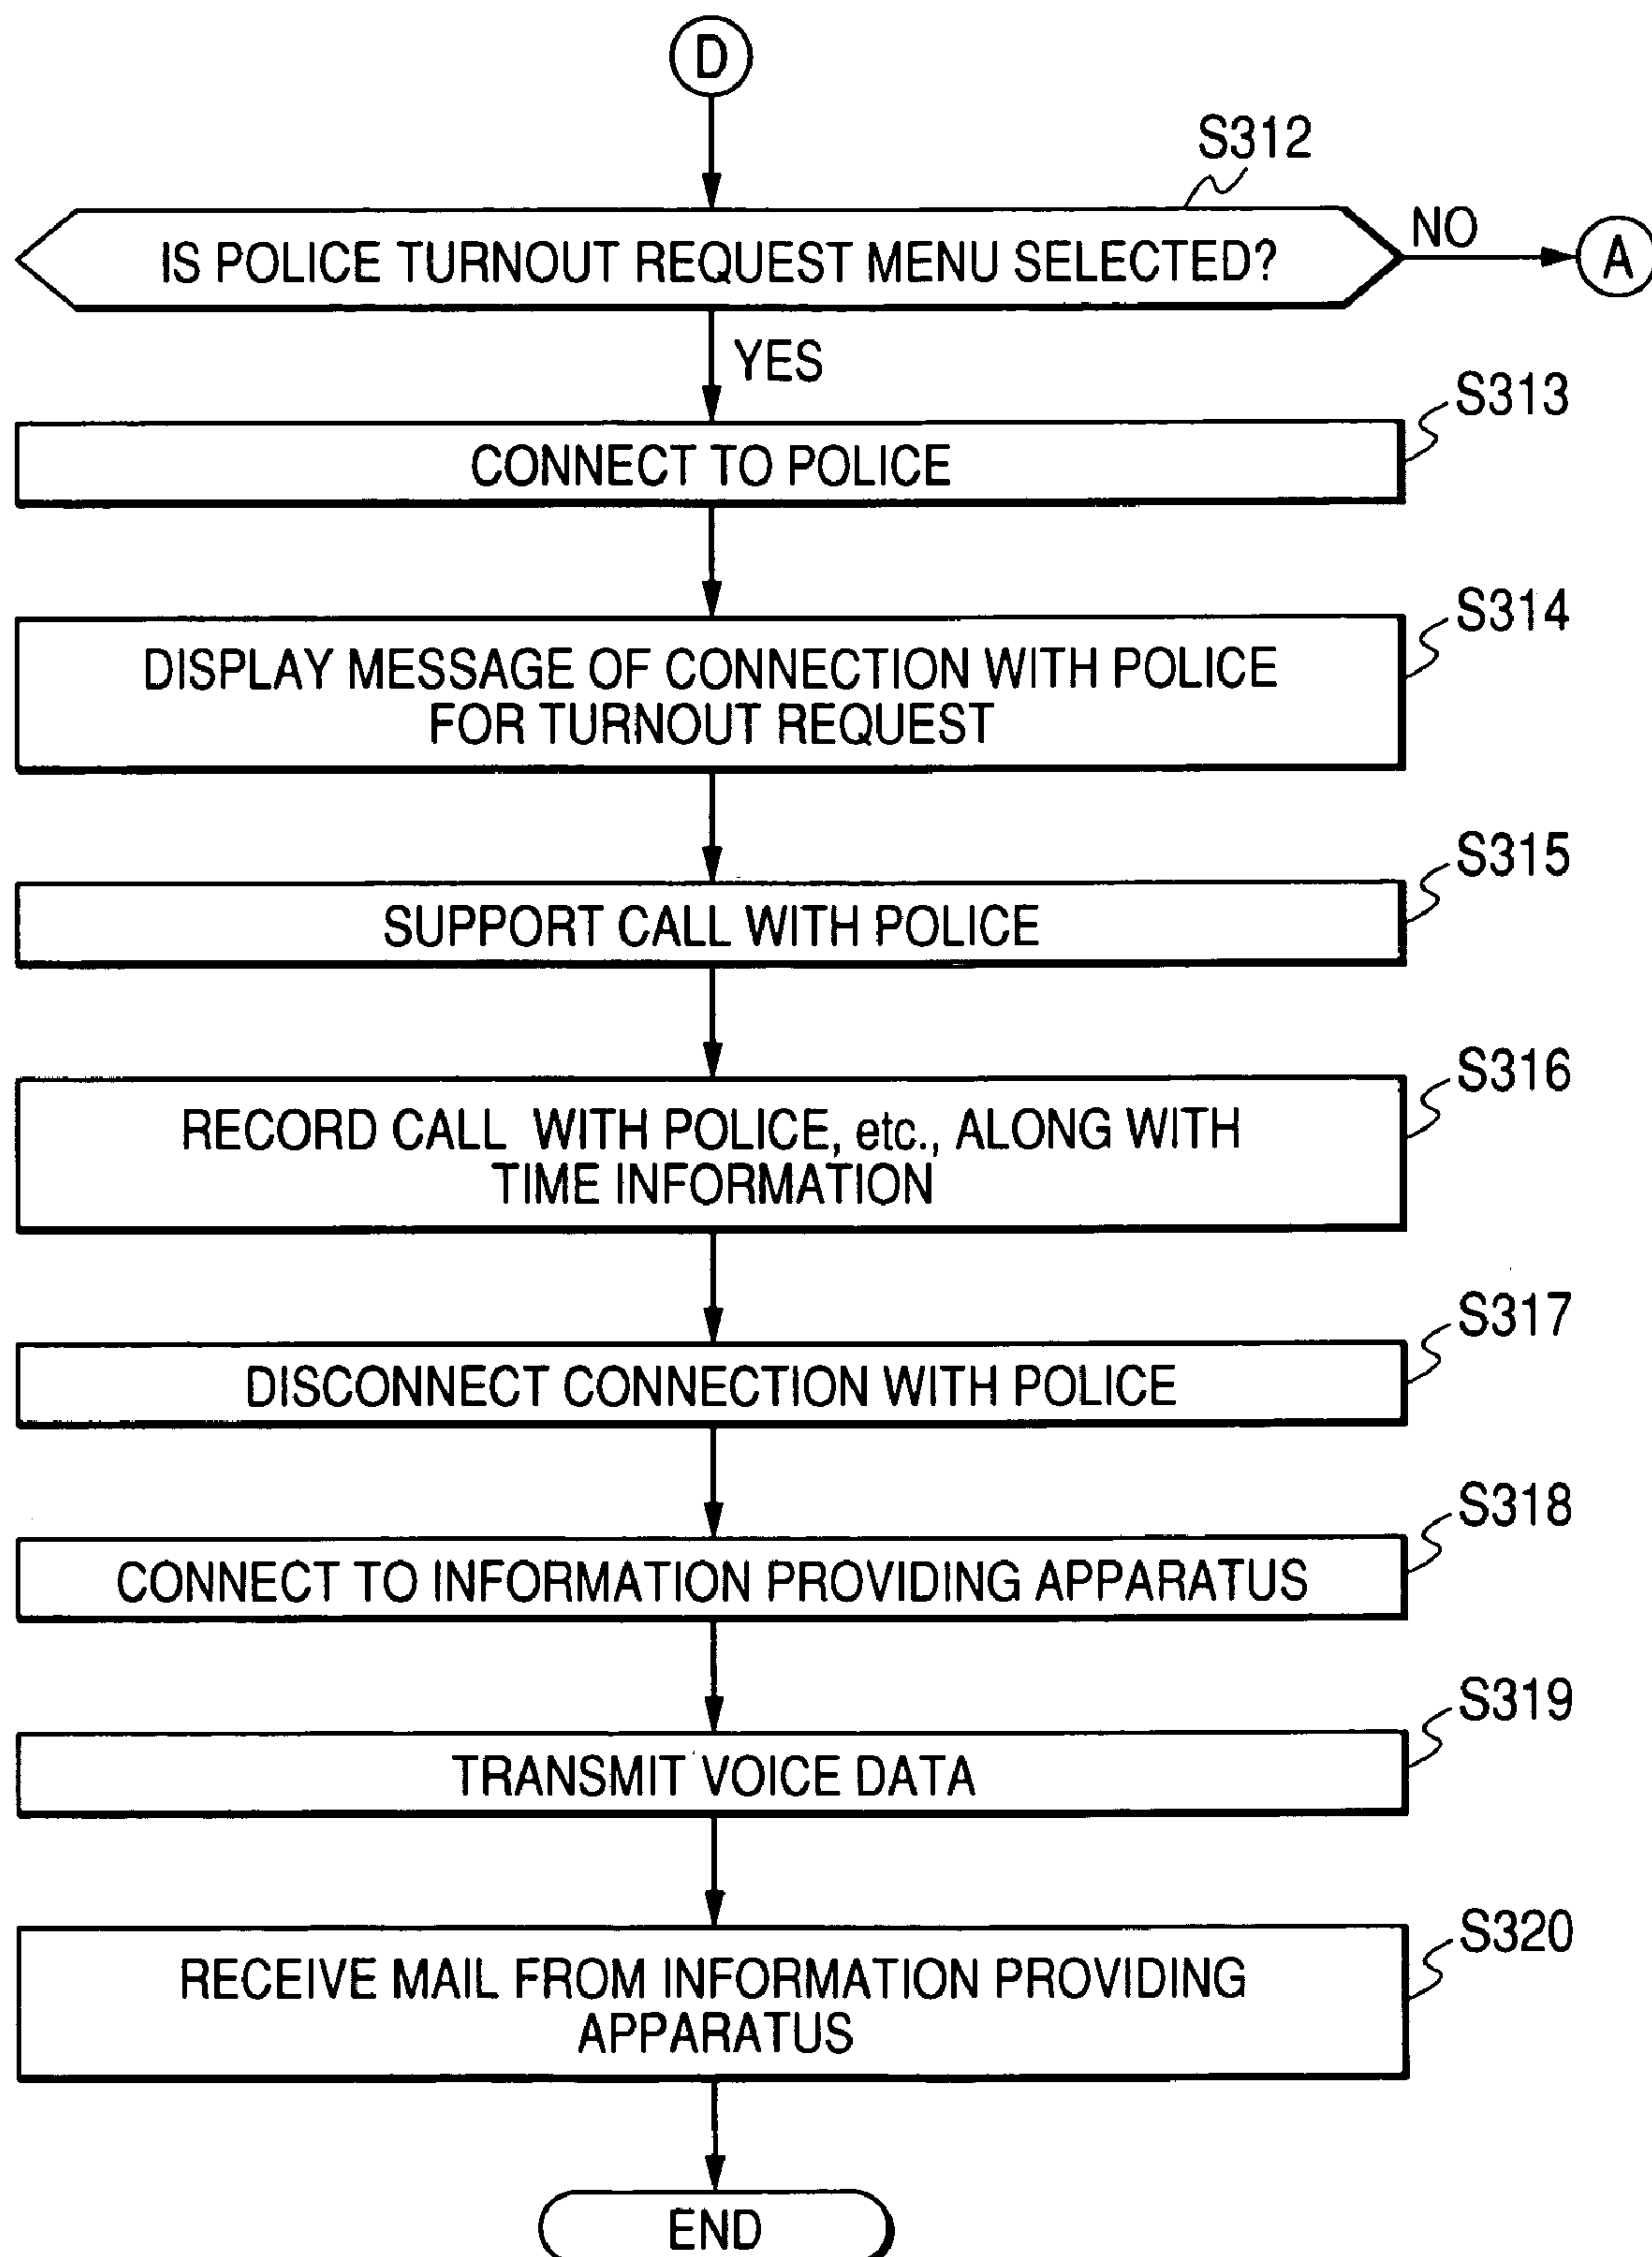 D
S312
IS POLICE TURNOUT REQUEST MENU SELECTED?
NO
A
YES
S313
CONNECT TO POLICE
S314
DISPLAY MESSAGE OF CONNECTION WITH POLICE
FOR TURNOUT REQUEST
S315
SUPPORT CALL WITH POLICE
S316
RECORD CALL WITH POLICE, etc., ALONG WITH
TIME INFORMATION
S317
DISCONNECT CONNECTION WITH POLICE
S318
CONNECT TO INFORMATION PROVIDING APPARATUS
S319
TRANSMIT VOICE DATA
S320
RECEIVE MAIL FROM INFORMATION PROVIDING
APPARATUS
END